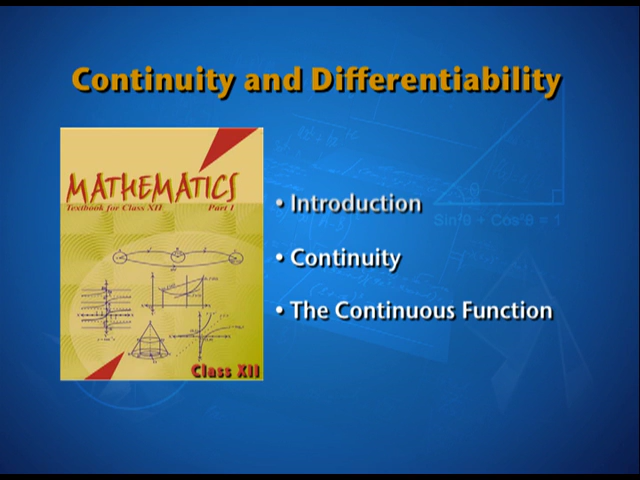 Continuity and Differentiability
MATHEMATICS
Textbook for Class XII Part I
• Introduction
Sin²θ + Cos²θ = 1
• Continuity
• The Continuous Function
Class XII